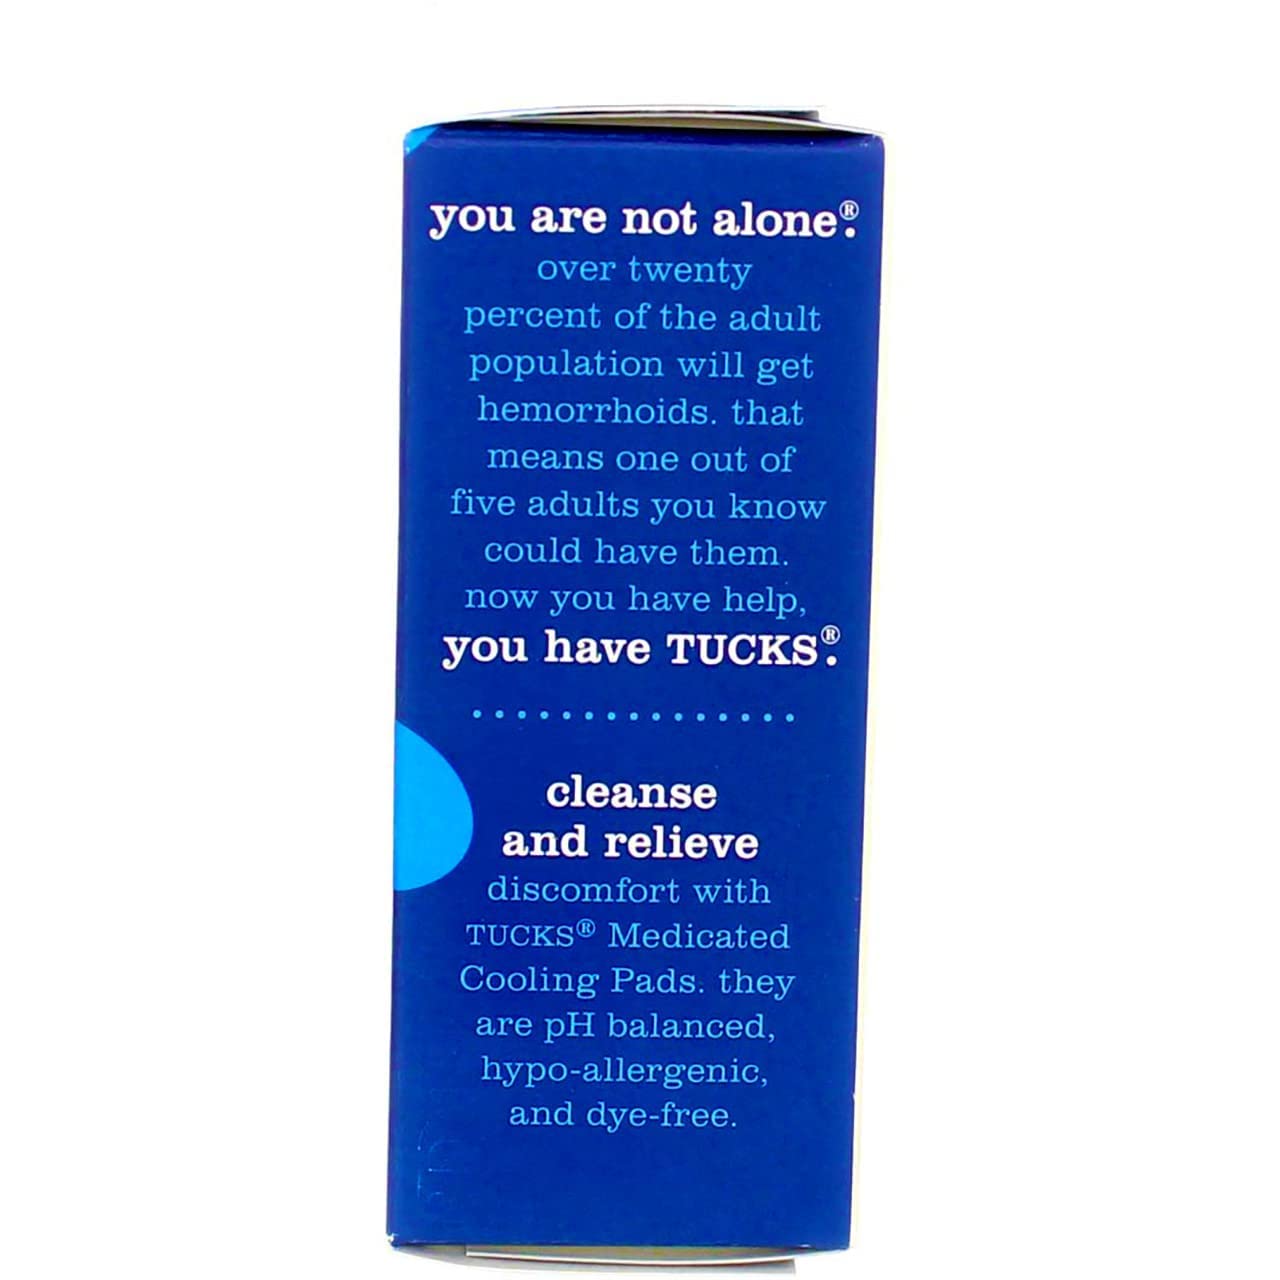 you are not alone®.
over twenty
percent of the adult
population will get
hemorrhoids. that
means one out of
five adults you know
could have them.
now you have help,
you have TUCKS®.
cleanse
and relieve
discomfort with
TUCKS® Medicated
Cooling Pads. they
are pH balanced,
hypo-allergenic,
and dye-free.